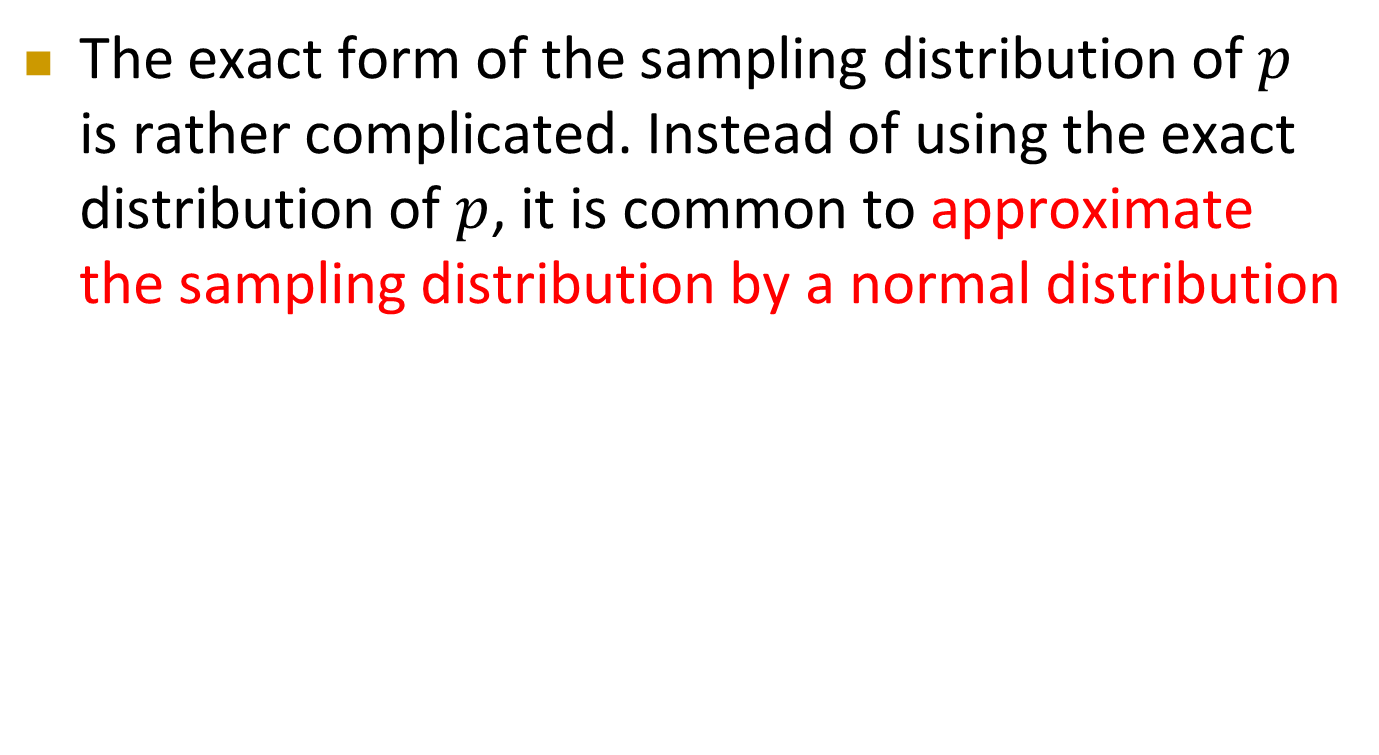 The exact form of the sampling distribution of p
is rather complicated. Instead of using the exact
distribution of p, it is common to approximate
the sampling distribution by a normal distribution